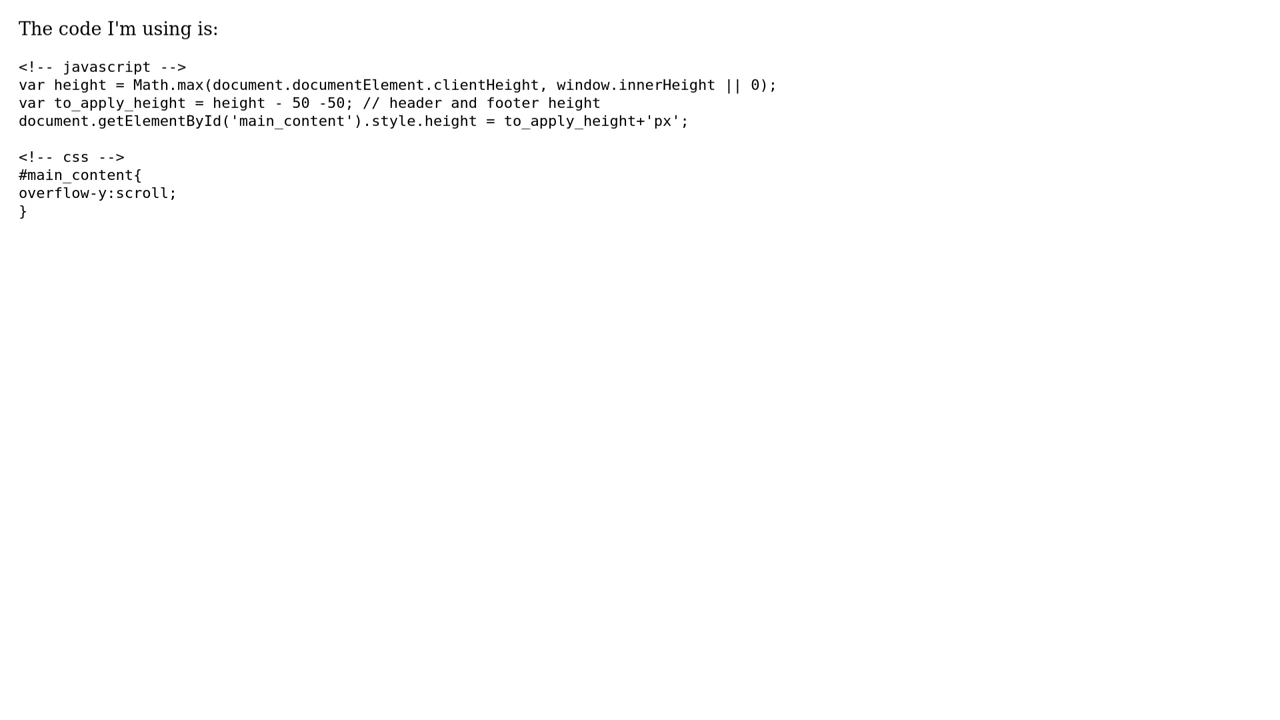 The code I'm using is:
<!-- javascript -->
var height = Math.max(document.documentElement.clientHeight, window.innerHeight || 0);
var to_apply_height = height - 50 -50; // header and footer height
document.getElementById('main_content').style.height = to_apply_height+'px';
<!-- css -->
#main_content{
overflow-y:scroll;
}